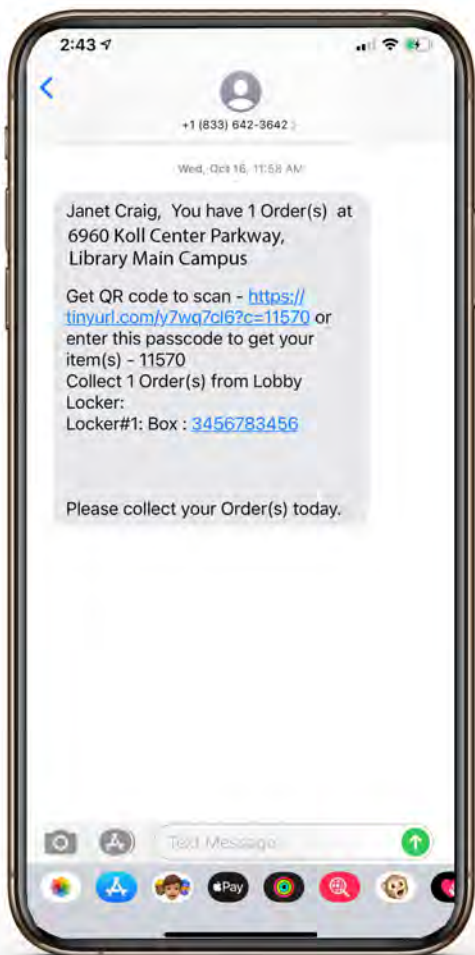 2:43
+1 (833) 642-3642
Wed, Oct 16, 11:58 AM
Janet Craig, You have 1 Order(s) at
6960 Koll Center Parkway,
Library Main Campus
Get QR code to scan - https://
tinyurl.com/y7wq7cl6?c=11570 or
enter this passcode to get your
item(s) - 11570
Collect 1 Order(s) from Lobby
Locker:
Locker#1: Box : 3456783456
Please collect your Order(s) today.
Text Message
Pay